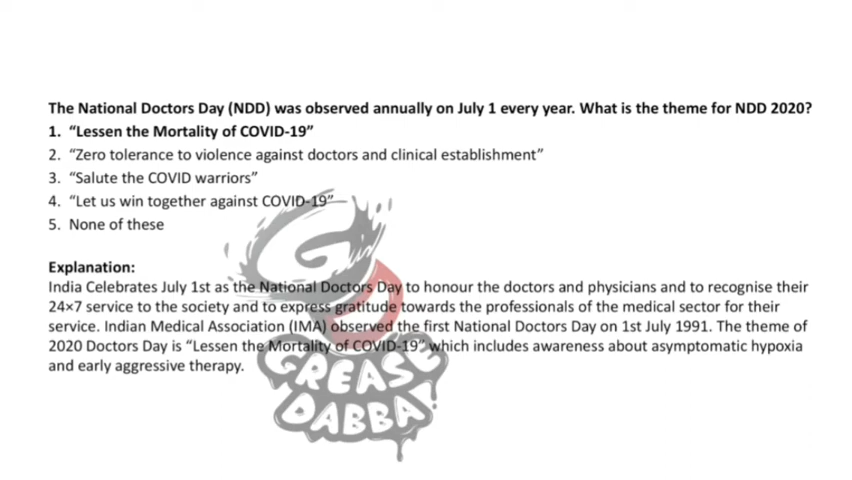 The National Doctors Day (NDD) was observed annually on July 1 every year. What is the theme for NDD 2020?
1. “Lessen the Mortality of COVID-19”
2. “Zero tolerance to violence against doctors and clinical establishment”
3. “Salute the COVID warriors”
4. “Let us win together against COVID-19”
5. None of these
Explanation:
India Celebrates July 1st as the National Doctors Day to honour the doctors and physicians and to recognise their
24×7 service to the society and to express gratitude towards the professionals of the medical sector for their
service. Indian Medical Association (IMA) observed the first National Doctors Day on 1st July 1991. The theme of
2020 Doctors Day is “Lessen the Mortality of COVID-19” which includes awareness about asymptomatic hypoxia
and early aggressive therapy.
GD
GREASE
DABBA